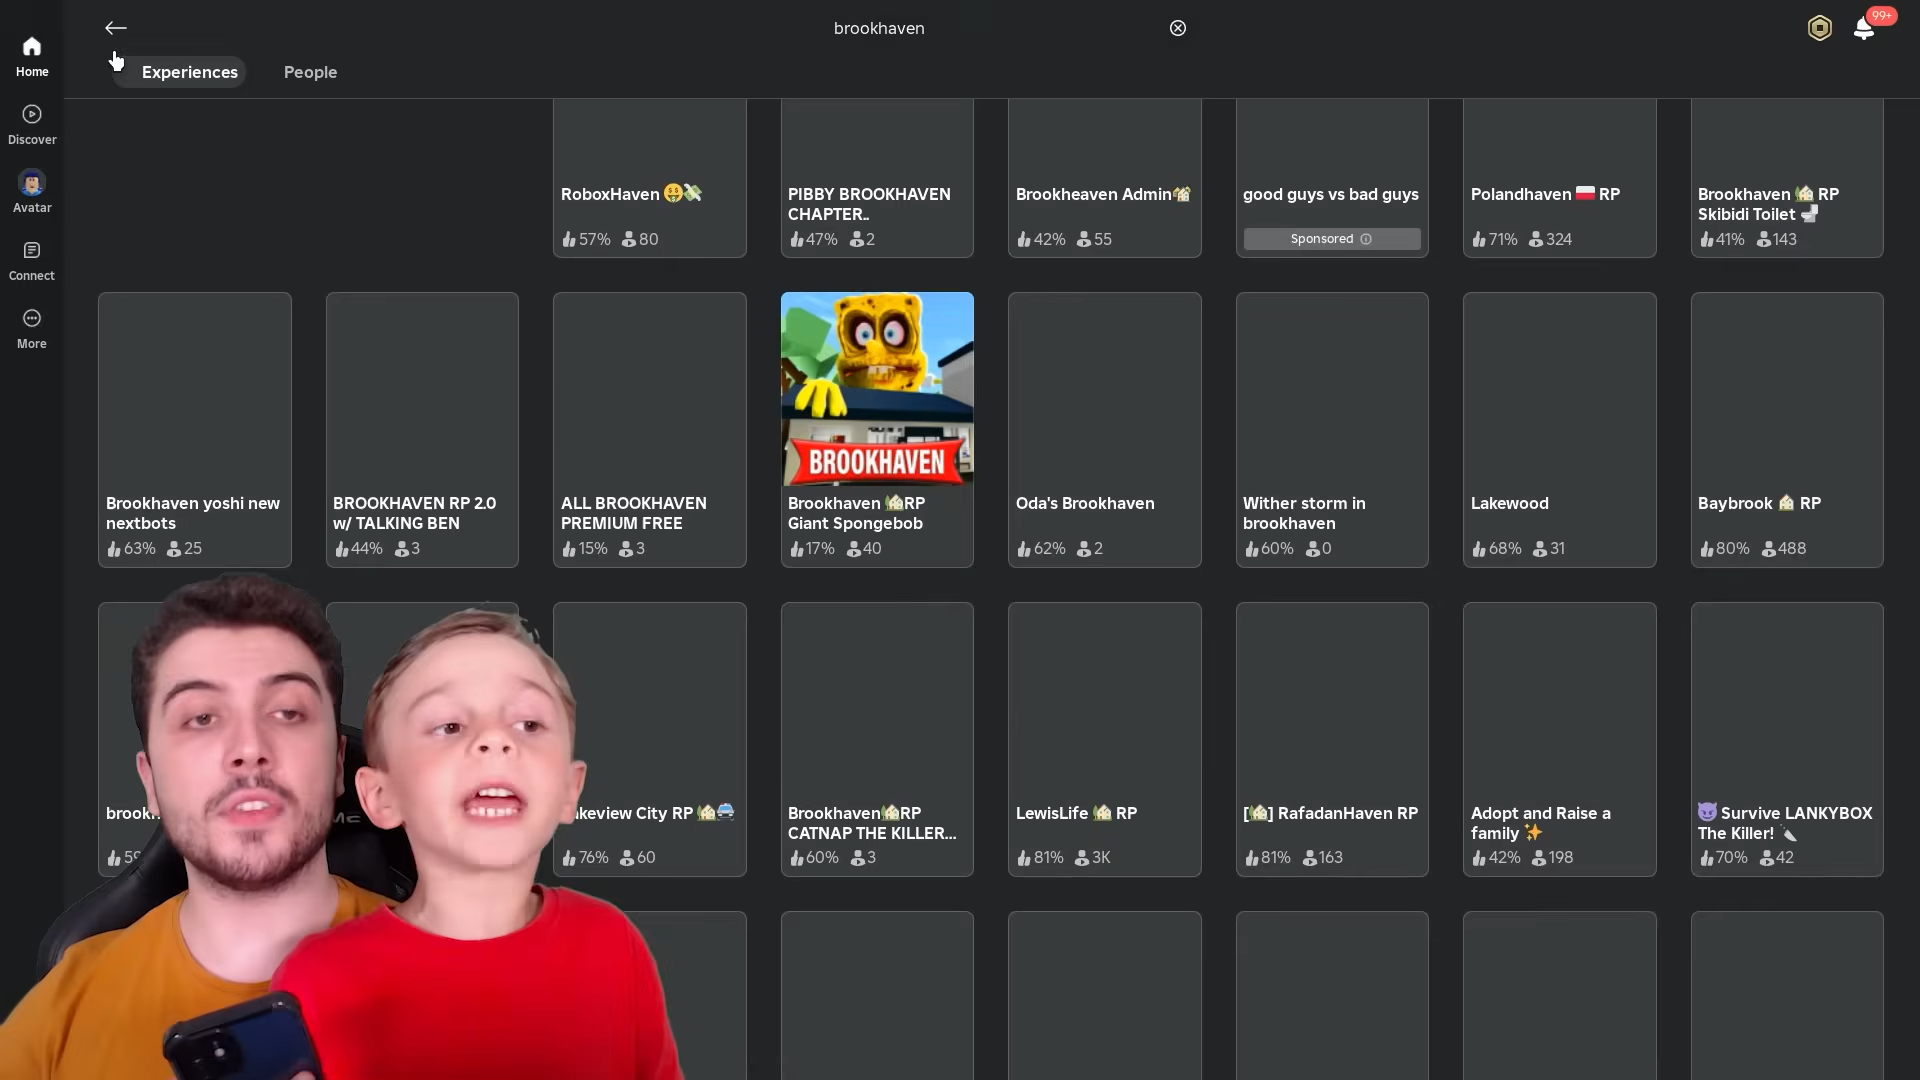 brookhaven
99+
Home
Experiences
People
Discover
Avatar
Connect
More
RoboxHaven 🤑💸
57% 80
PIBBY BROOKHAVEN
CHAPTER..
47% 2
Brookheaven Admin🏠
42% 55
good guys vs bad guys
Sponsored
Polandhaven 🇵🇱 RP
71% 324
Brookhaven 🏡RP
Skibidi Toilet 🚽
41% 143
Brookhaven yoshi new
nextbots
63% 25
BROOKHAVEN RP 2.0
w/ TALKING BEN
44% 3
ALL BROOKHAVEN
PREMIUM FREE
15% 3
BROOKHAVEN
Brookhaven 🏡RP
Giant Spongebob
17% 40
Oda's Brookhaven
62% 2
Wither storm in
brookhaven
60% 0
Lakewood
68% 31
Baybrook 🏠 RP
80% 488
keview City RP 🏡🚔
76% 60
Brookhaven🏡RP
CATNAP THE KILLER...
60% 3
LewisLife 🏡 RP
81% 3K
[🏡] RafadanHaven RP
81% 163
Adopt and Raise a
family ✨
42% 198
😈 Survive LANKYBOX
The Killer! 🔪
70% 42